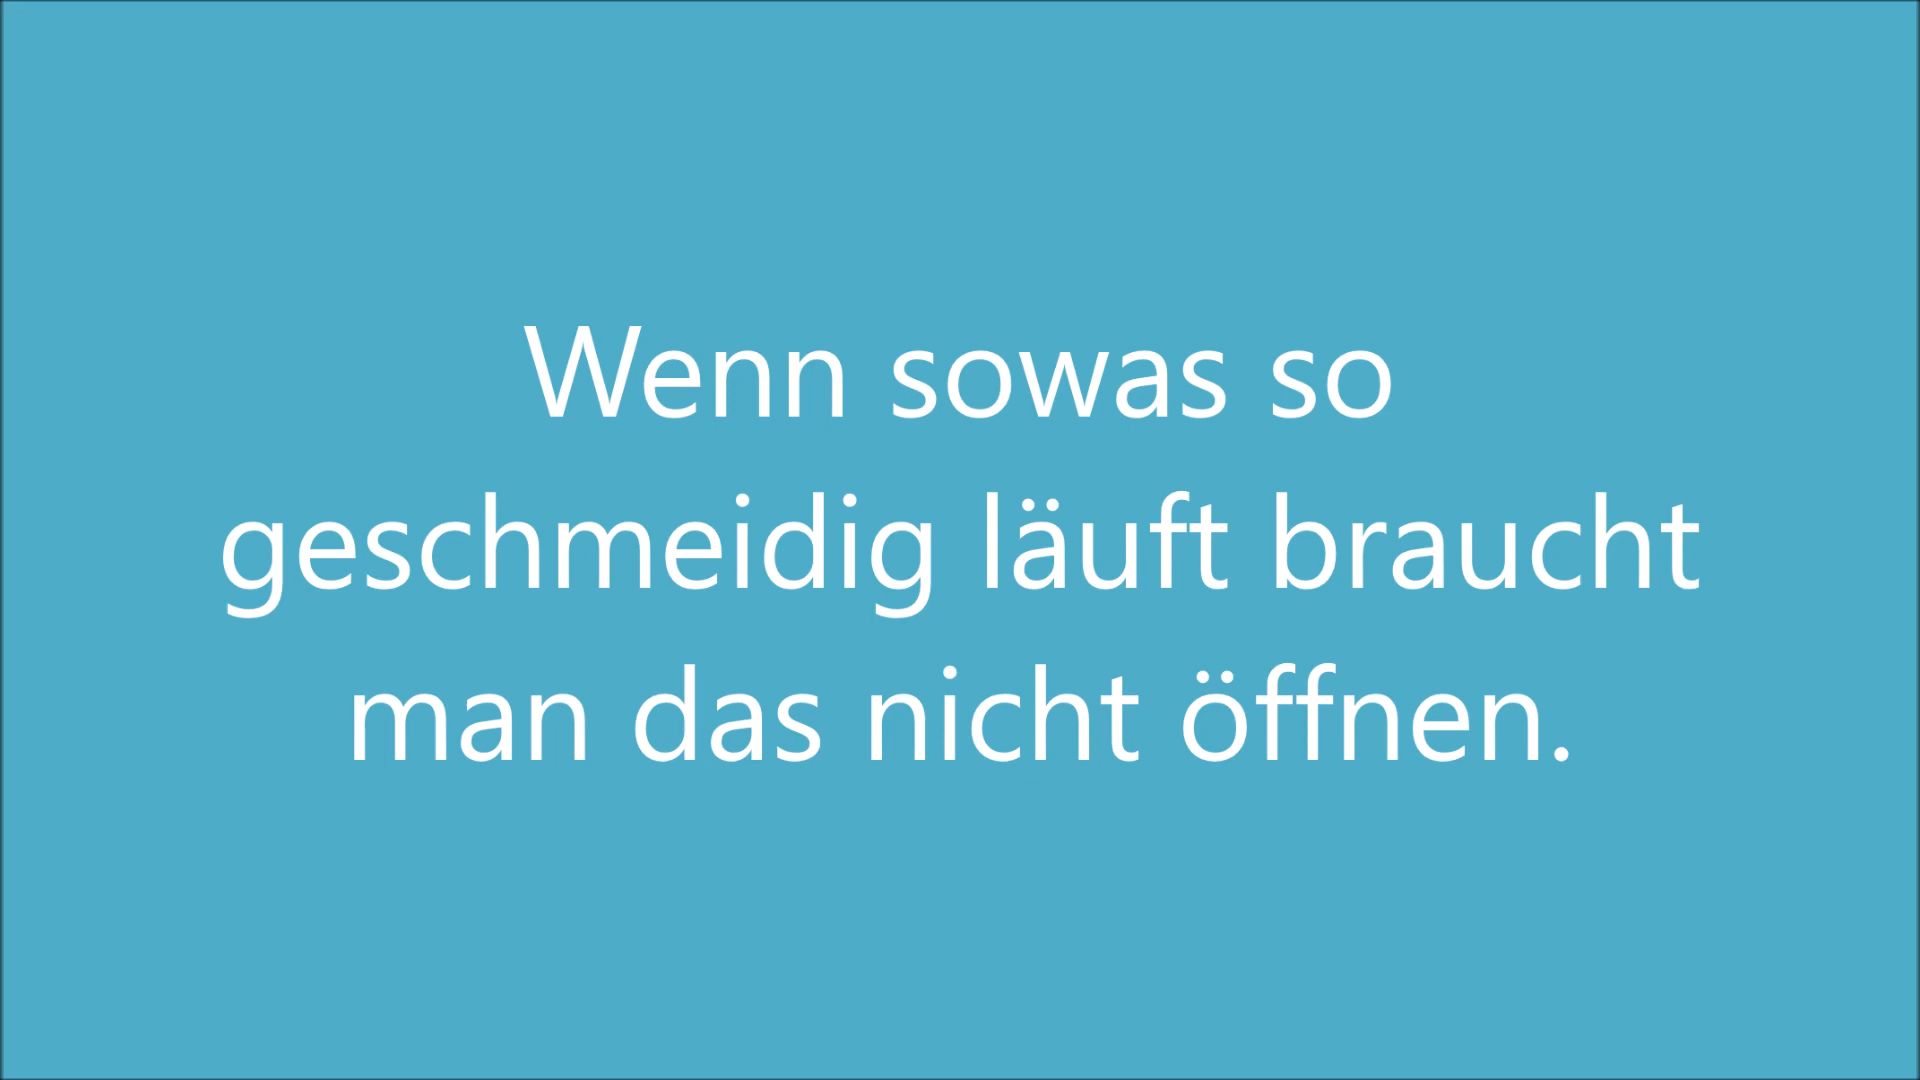 Wenn sowas so
geschmeidig läuft braucht
man das nicht öffnen.